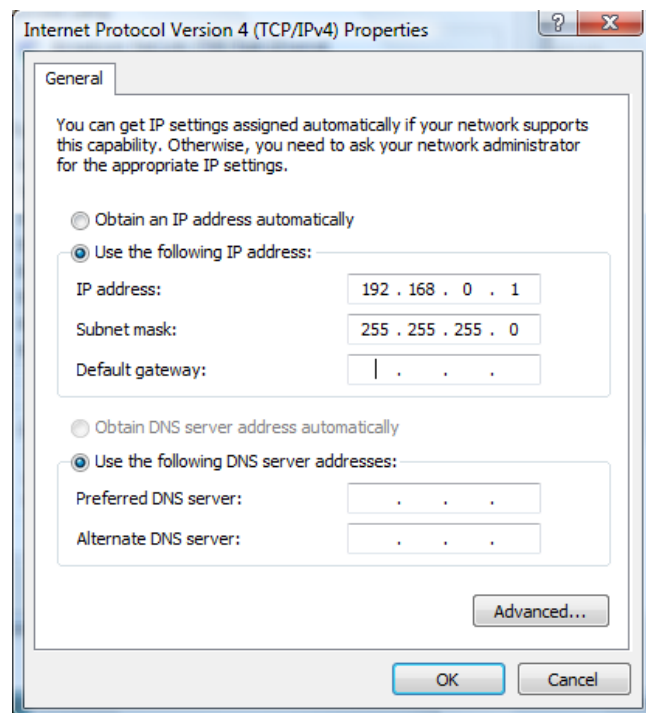 Internet Protocol Version 4 (TCP/IPv4) Properties
?
General
You can get IP settings assigned automatically if your network supports
this capability. Otherwise, you need to ask your network administrator
for the appropriate IP settings.
Obtain an IP address automatically
Use the following IP address:
IP address: 192 . 168 . 0 . 1
Subnet mask: 255 . 255 . 255 . 0
Default gateway: . . .
Obtain DNS server address automatically
Use the following DNS server addresses:
Preferred DNS server: . . .
Alternate DNS server: . . .
Advanced...
OK Cancel